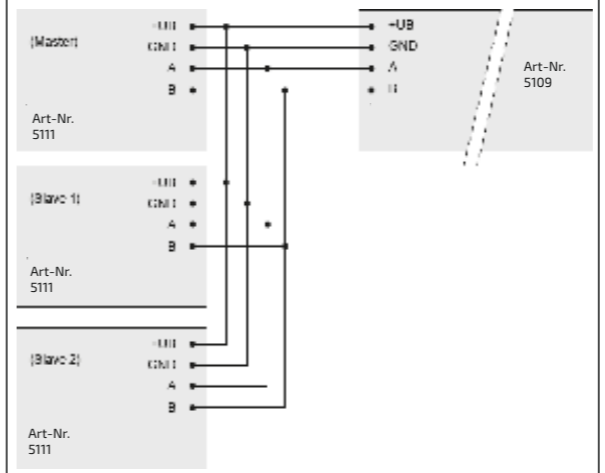 (Master)
+UB
GND
A
B
Art-Nr.
5111
+UB
GND
A
B
Art-Nr.
5109
(Slave 1)
+UB
GND
A
B
Art-Nr.
5111
(Slave 2)
+UB
GND
A
B
Art-Nr.
5111